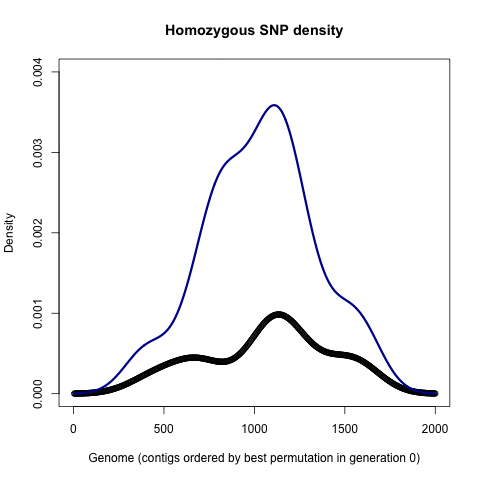 Homozygous SNP density
Density
0.004
0.003
0.002
0.001
0.000
0 500 1000 1500 2000
Genome (contigs ordered by best permutation in generation 0)